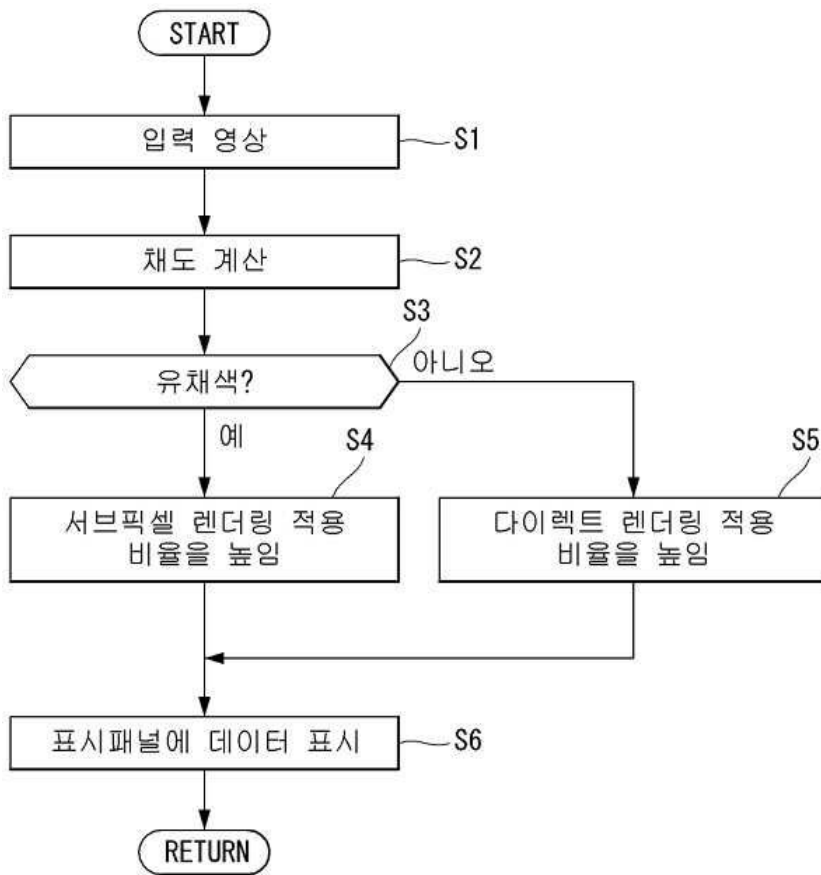 START
입력 영상
S1
채도 계산
S2
S3
유채색?
아니오
예
S4
서브픽셀 렌더링 적용
비율을 높임
S5
다이렉트 렌더링 적용
비율을 높임
표시패널에 데이터 표시
S6
RETURN